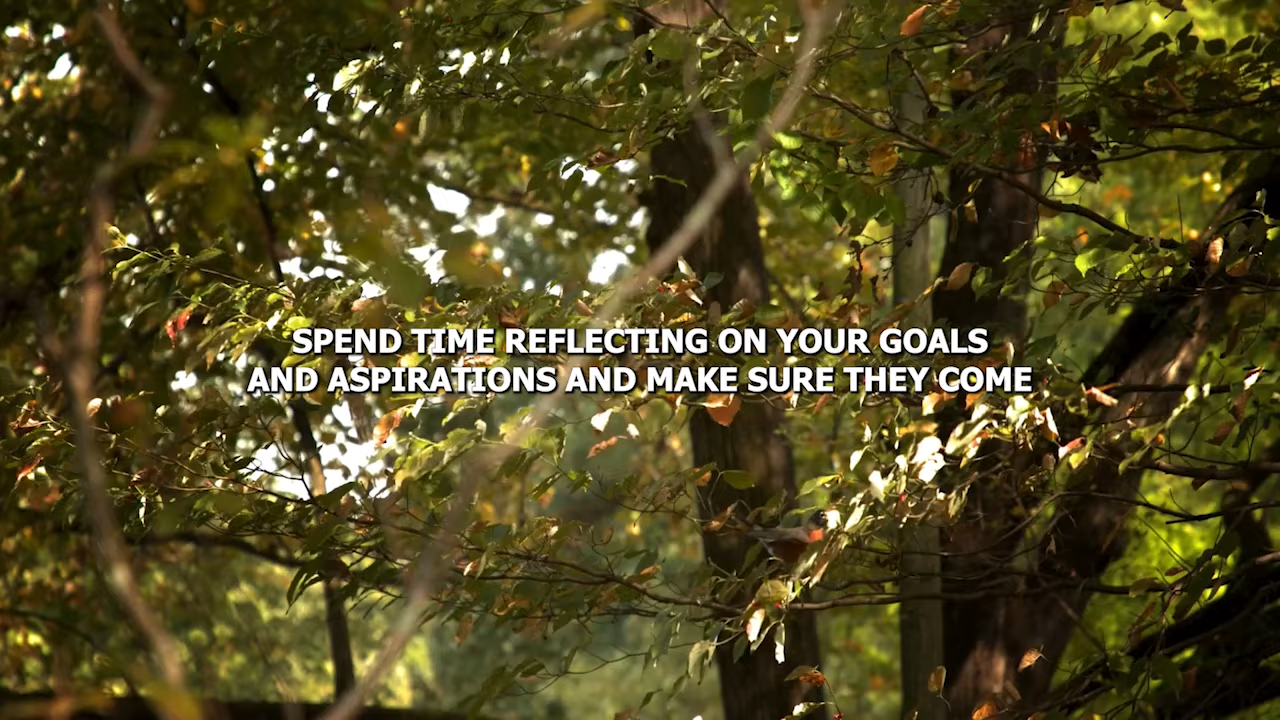 SPEND TIME REFLECTING ON YOUR GOALS
AND ASPIRATIONS AND MAKE SURE THEY COME